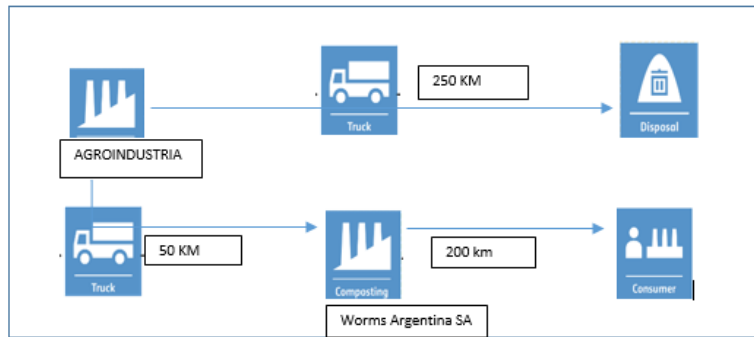 250 KM
Truck
Disposal
AGROINDUSTRIA
Truck
50 KM
Composting
200 km
Consumer
Worms Argentina SA